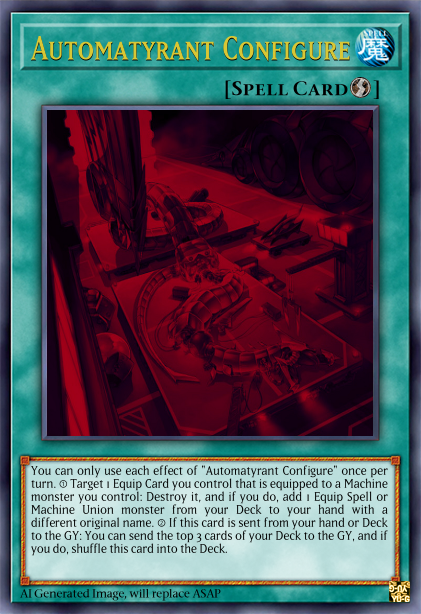 AUTOMATYRANT CONFIGURE
SPELL
魔
[SPELL CARD ]
You can only use each effect of "Automatyrant Configure" once per
turn. ① Target 1 Equip Card you control that is equipped to a Machine
monster you control: Destroy it, and if you do, add 1 Equip Spell or
Machine Union monster from your Deck to your hand with a
different original name. ② If this card is sent from your hand or Deck
to the GY: You can send the top 3 cards of your Deck to the GY, and if
you do, shuffle this card into the Deck.
AI Generated Image, will replace ASAP